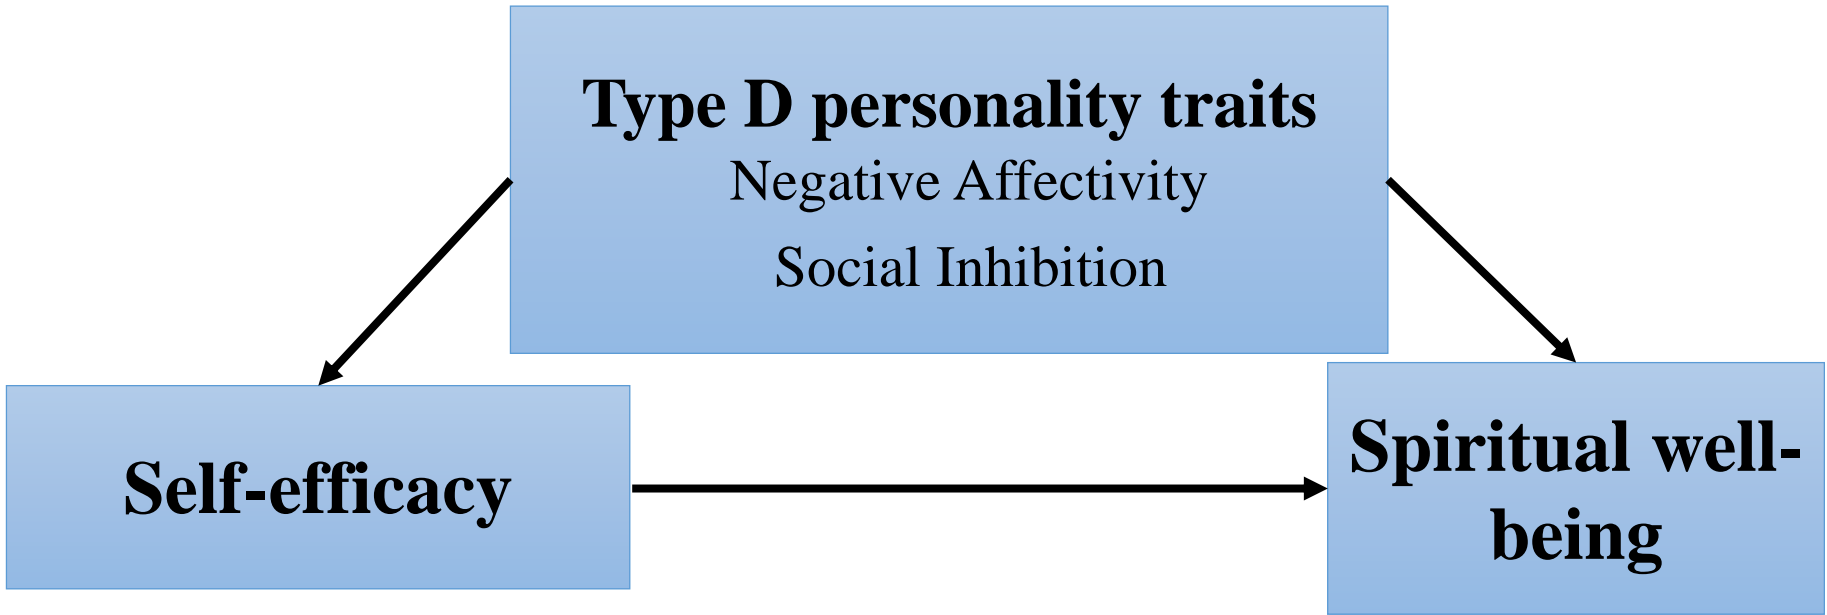 Type D personality traits
Negative Affectivity
Social Inhibition
Self-efficacy
Spiritual well-
being